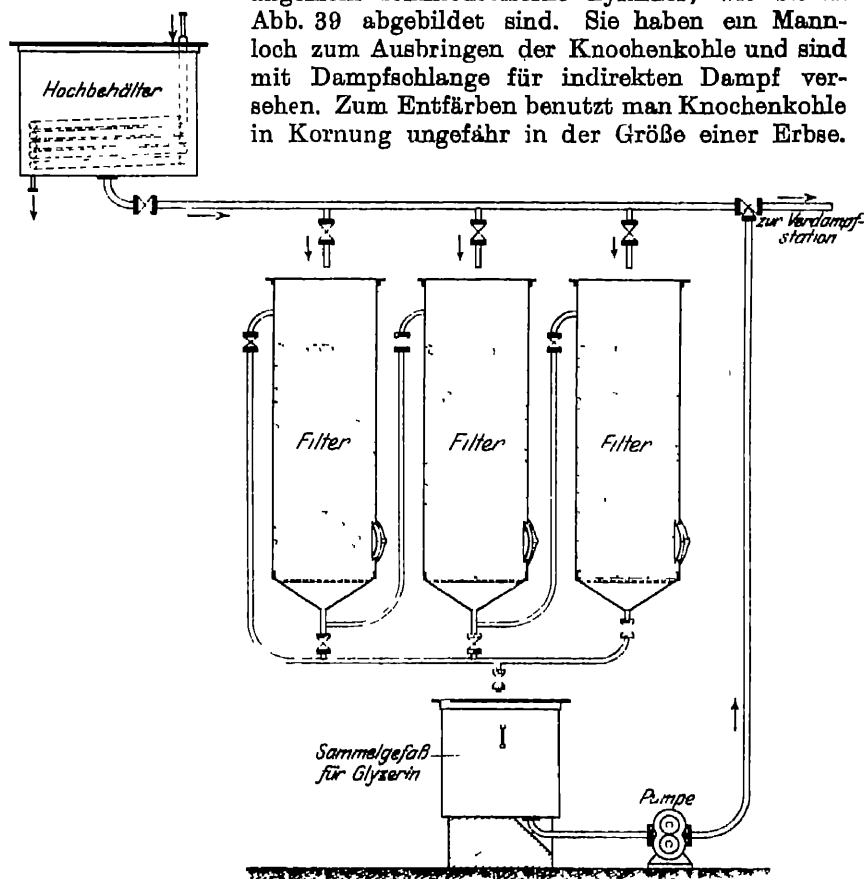 Abb. 39 abgebildet sind. Sie haben ein Mann-
loch zum Ausbringen der Knochenkohle und sind
mit Dampfschlange für indirekten Dampf ver-
sehen. Zum Entfärben benutzt man Knochenkohle
in Kornung ungefähr in der Größe einer Erbse.
Hochbehälter
zur Verdampf-
station
Filter
Filter
Filter
Sammelgefaß
für Glyzerin
Pumpe